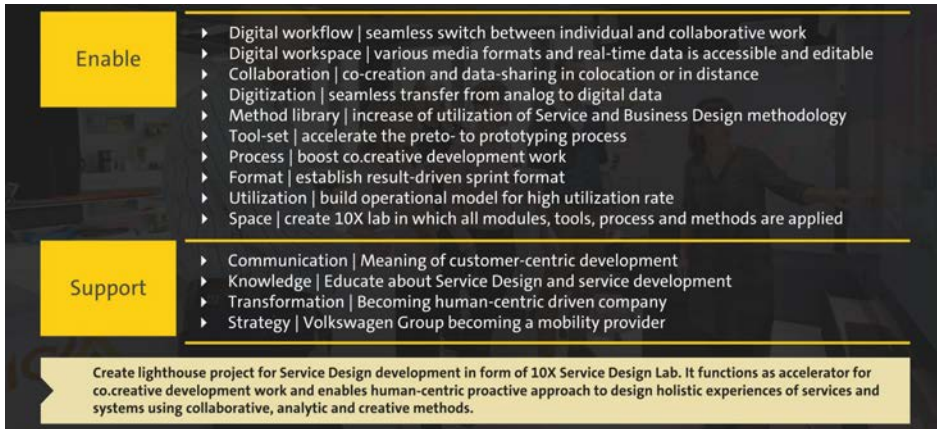 Enable
Digital workflow | seamless switch between individual and collaborative work
Digital workspace | various media formats and real-time data is accessible and editable
Collaboration | co-creation and data-sharing in colocation or in distance
Digitization | seamless transfer from analog to digital data
Method library | increase of utilization of Service and Business Design methodology
Tool-set | accelerate the preto- to prototyping process
Process | boost co.creative development work
Format | establish result-driven sprint format
Utilization | build operational model for high utilization rate
Space | create 10X lab in which all modules, tools, process and methods are applied
Support
Communication | Meaning of customer-centric development
Knowledge | Educate about Service Design and service development
Transformation | Becoming human-centric driven company
Strategy | Volkswagen Group becoming a mobility provider
Create lighthouse project for Service Design development in form of 10X Service Design Lab. It functions as accelerator for
co.creative development work and enables human-centric proactive approach to design holistic experiences of services and
systems using collaborative, analytic and creative methods.